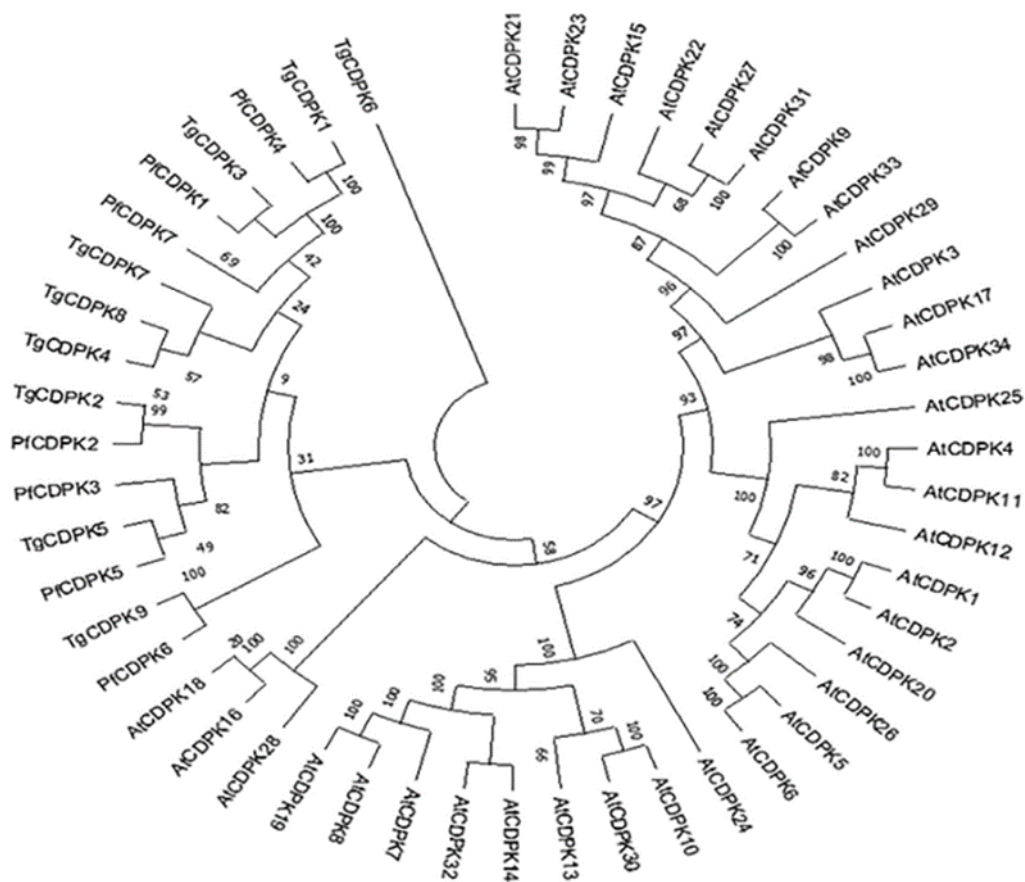 TgCDPK6
TgCDPK1
PfCDPK4
TgCDPK3
PfCDPK1
PfCDPK7
TgCDPK7
TgCDPK8
TgCDPK4
TgCDPK2
PfCDPK2
PfCDPK3
TgCDPK5
PfCDPK5
TgCDPK9
PfCDPK6
AtCDPK18
AtCDPK16
AtCDPK28
AtCDPK19
AtCDPK8
AtCDPK7
AtCDPK32
AtCDPK14
AtCDPK13
AtCDPK30
AtCDPK10
AtCDPK24
AtCDPK6
AtCDPK5
AtCDPK26
AtCDPK20
AtCDPK2
AtCDPK1
AtCDPK12
AtCDPK11
AtCDPK4
AtCDPK25
AtCDPK34
AtCDPK17
AtCDPK3
AtCDPK29
AtCDPK33
AtCDPK9
AtCDPK31
AtCDPK27
AtCDPK22
AtCDPK15
AtCDPK23
AtCDPK21
100
100
69
42
24
57
9
53
99
31
82
49
100
20
100
100
58
97
93
97
96
87
97
99
98
68
100
100
98
100
100
100
82
71
100
96
74
100
100
100
95
100
100
100
70
100
99